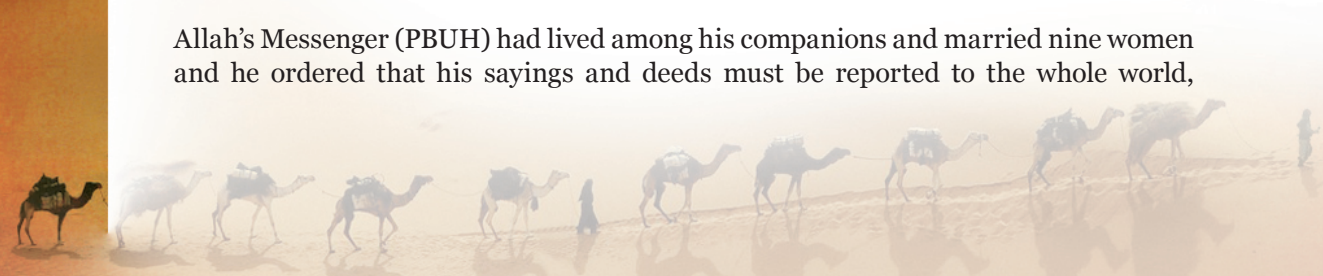 Allah’s Messenger (PBUH) had lived among his companions and married nine women
and he ordered that his sayings and deeds must be reported to the whole world,